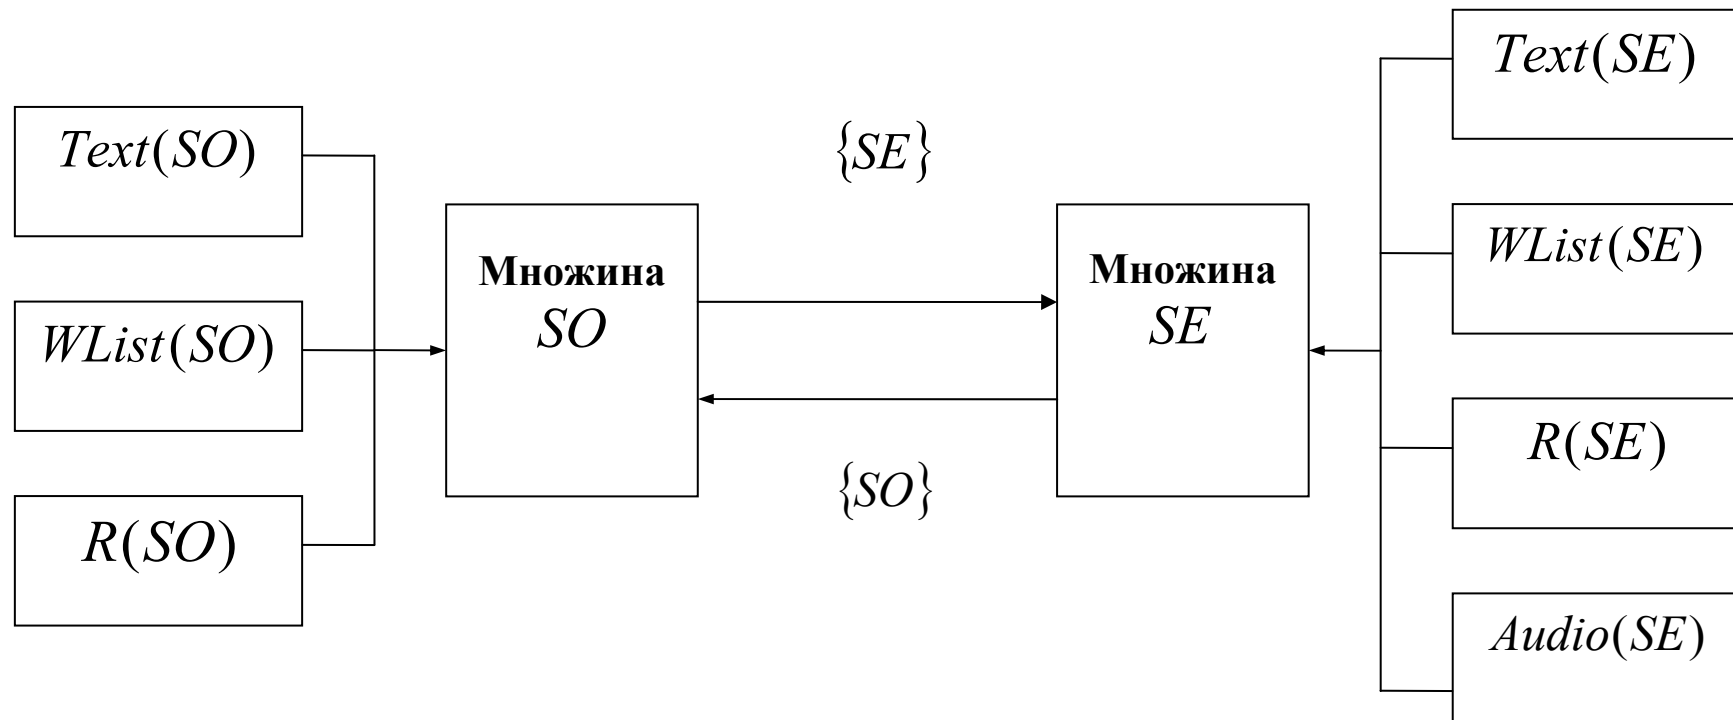 Text(SO)
WList(SO)
R(SO)
Множина
SO
{SE}
{SO}
Множина
SE
Text(SE)
WList(SE)
R(SE)
Audio(SE)